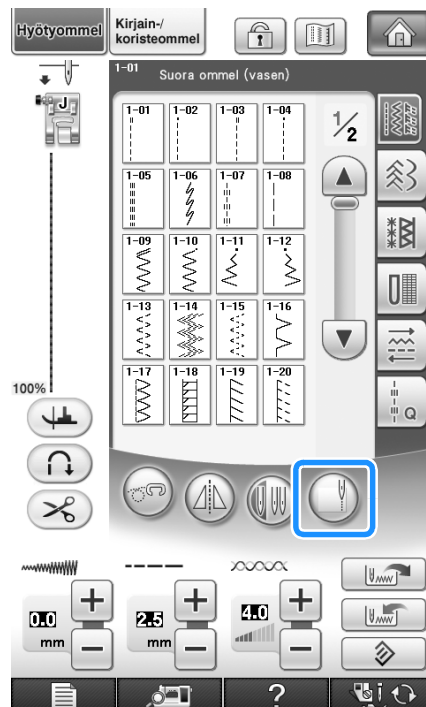 Hyötyommel
Kirjain-/
koristeommel
1-01
Suora ommel (vasen)
J
1-01 1-02 1-03 1-04
1/2
1-05 1-06 1-07 1-08
1-09 1-10 1-11 1-12
1-13 1-14 1-15 1-16
1-17 1-18 1-19 1-20
Q
100%
0.0
mm
2.5
mm
4.0
?